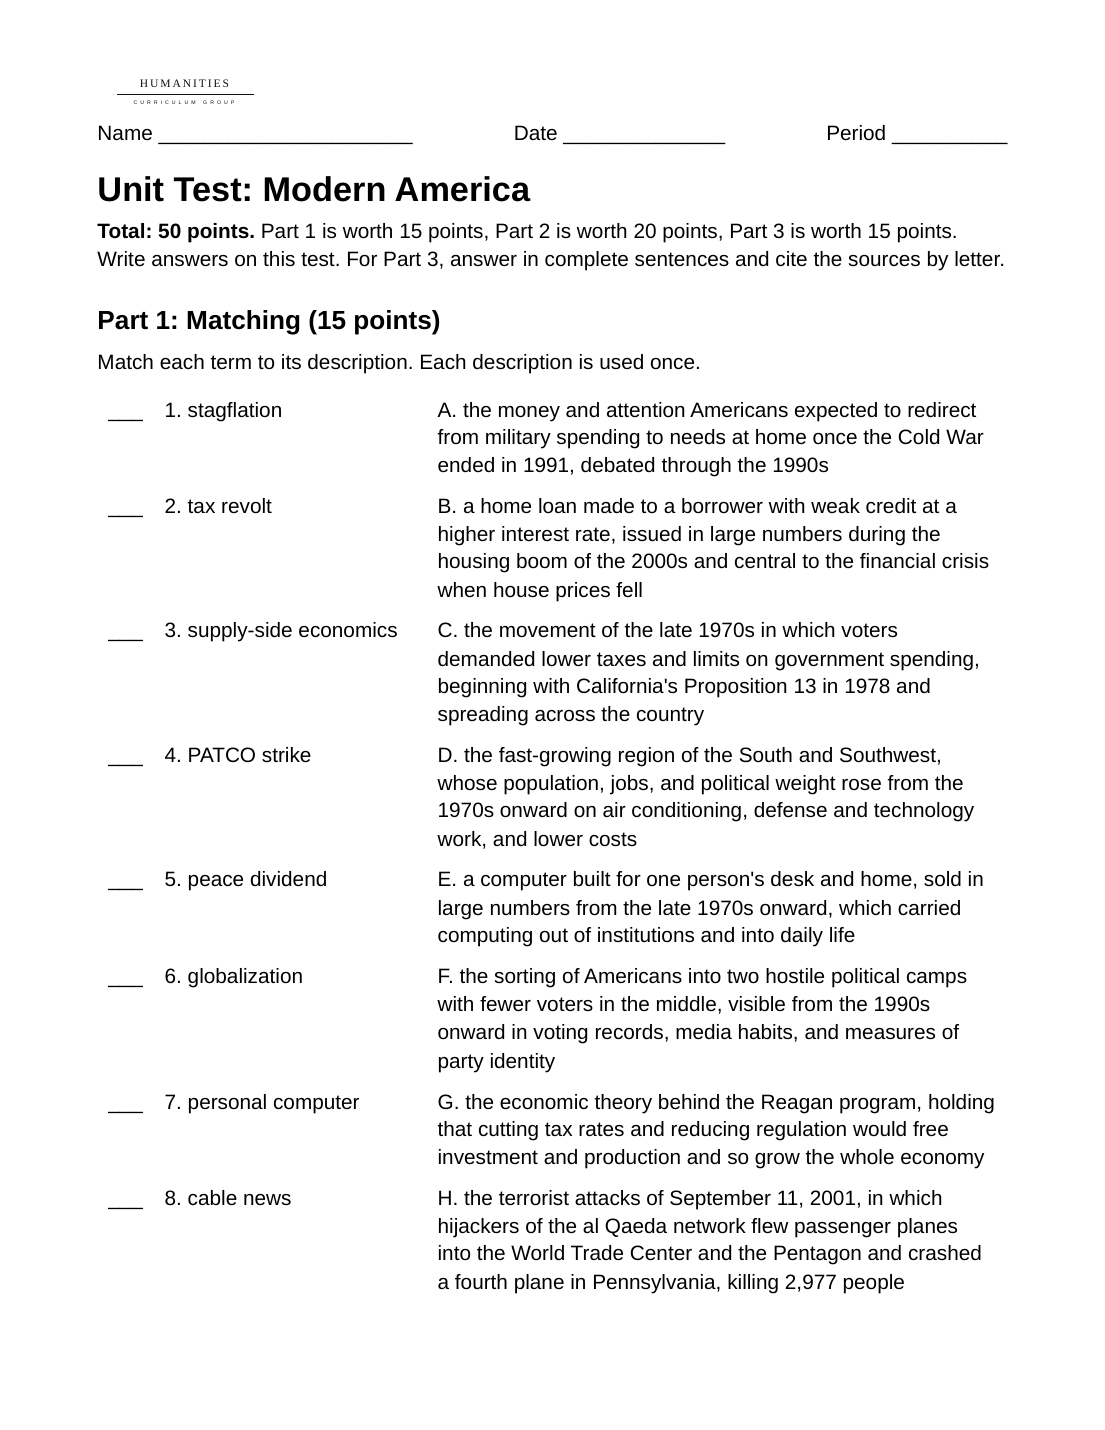 HUMANITIES
CURRICULUM GROUP
Name ______________________ Date ______________ Period __________
Unit Test: Modern America
Total: 50 points. Part 1 is worth 15 points, Part 2 is worth 20 points, Part 3 is worth 15 points.
Write answers on this test. For Part 3, answer in complete sentences and cite the sources by letter.
Part 1: Matching (15 points)
Match each term to its description. Each description is used once.
___ 1. stagflation A. the money and attention Americans expected to redirect
from military spending to needs at home once the Cold War
ended in 1991, debated through the 1990s
___ 2. tax revolt B. a home loan made to a borrower with weak credit at a
higher interest rate, issued in large numbers during the
housing boom of the 2000s and central to the financial crisis
when house prices fell
___ 3. supply-side economics C. the movement of the late 1970s in which voters
demanded lower taxes and limits on government spending,
beginning with California's Proposition 13 in 1978 and
spreading across the country
___ 4. PATCO strike D. the fast-growing region of the South and Southwest,
whose population, jobs, and political weight rose from the
1970s onward on air conditioning, defense and technology
work, and lower costs
___ 5. peace dividend E. a computer built for one person's desk and home, sold in
large numbers from the late 1970s onward, which carried
computing out of institutions and into daily life
___ 6. globalization F. the sorting of Americans into two hostile political camps
with fewer voters in the middle, visible from the 1990s
onward in voting records, media habits, and measures of
party identity
___ 7. personal computer G. the economic theory behind the Reagan program, holding
that cutting tax rates and reducing regulation would free
investment and production and so grow the whole economy
___ 8. cable news H. the terrorist attacks of September 11, 2001, in which
hijackers of the al Qaeda network flew passenger planes
into the World Trade Center and the Pentagon and crashed
a fourth plane in Pennsylvania, killing 2,977 people